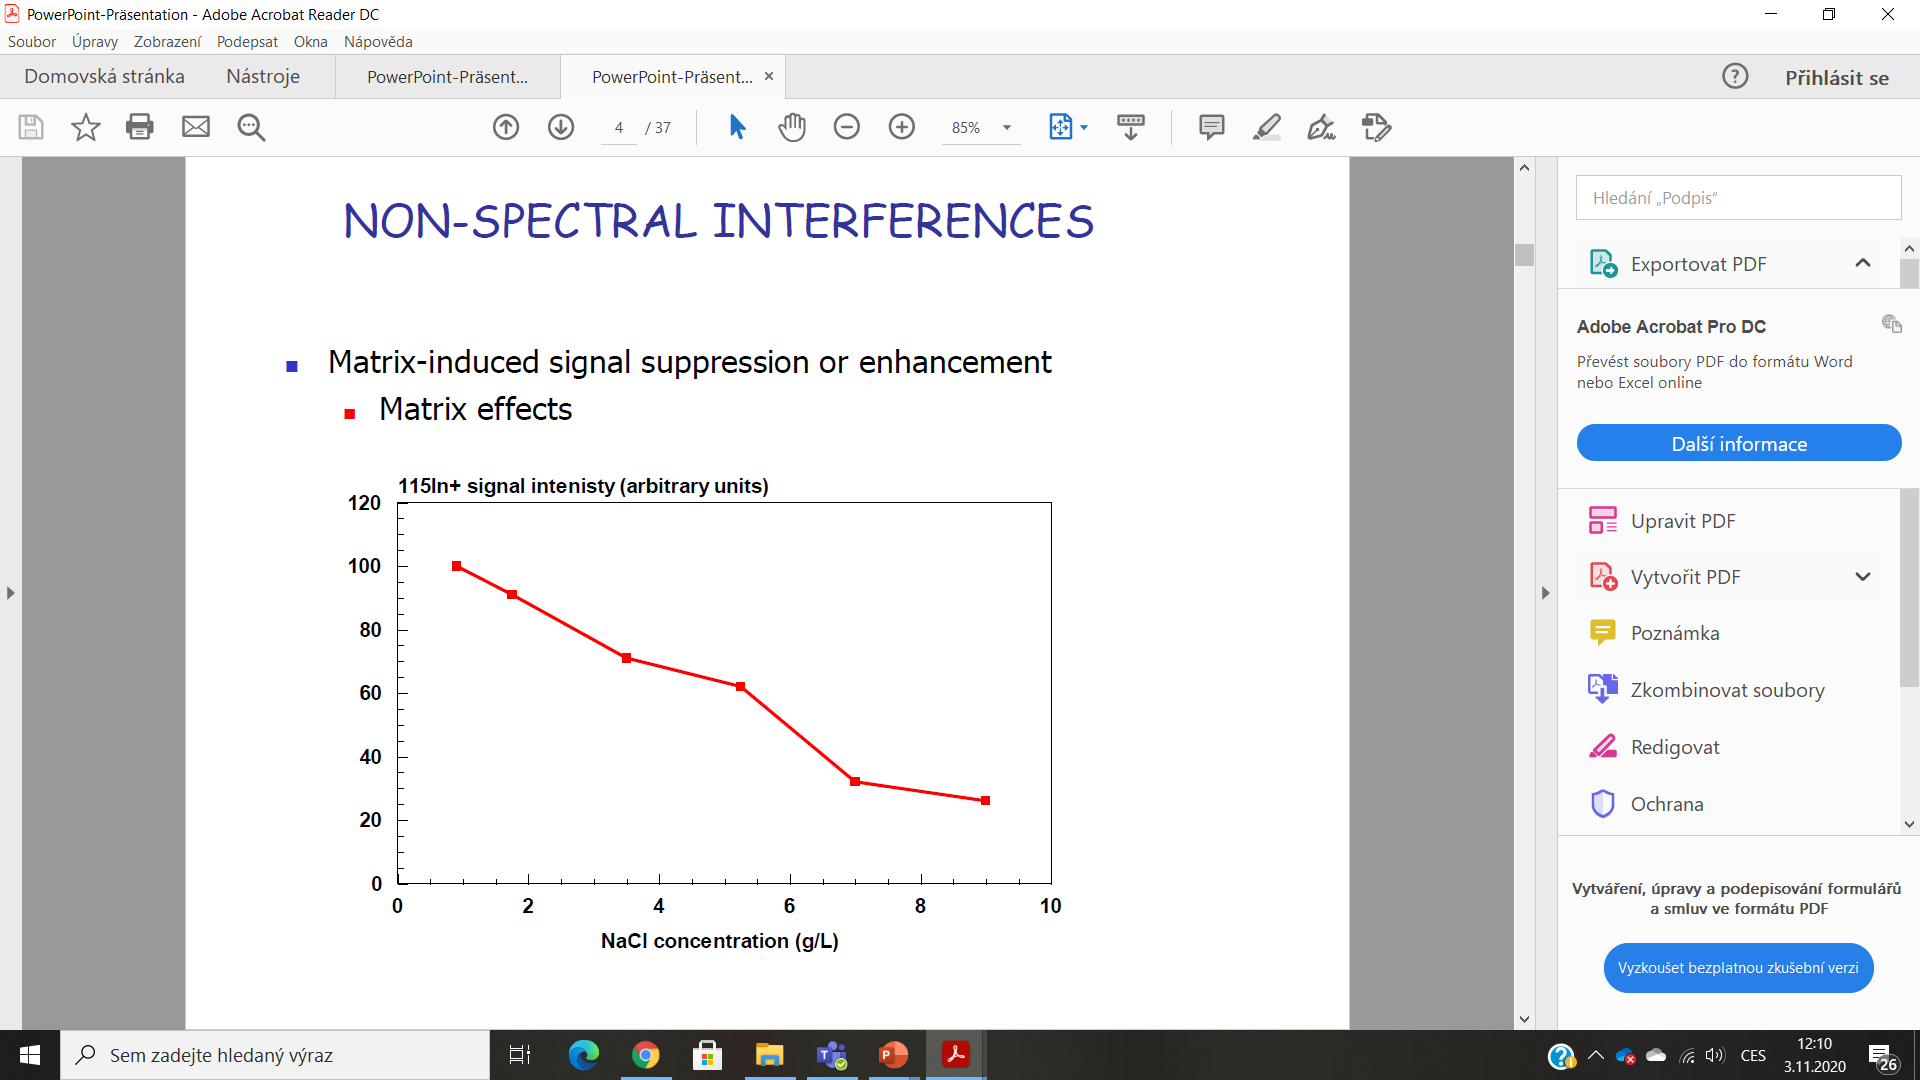 PowerPoint-Präsentation - Adobe Acrobat Reader DC
Soubor Úpravy Zobrazení Podepsat Okna Nápověda
Domovská stránka Nástroje PowerPoint-Präsent... PowerPoint-Präsent... × Přihlásit se
4 / 37 85%
NON-SPECTRAL INTERFERENCES
Matrix-induced signal suppression or enhancement
Matrix effects
115In+ signal intenisty (arbitrary units)
120
100
80
60
40
20
0
0 2 4 6 8 10
NaCl concentration (g/L)
Hledání „Podpis“
Exportovat PDF
Adobe Acrobat Pro DC
Převést soubory PDF do formátu Word
nebo Excel online
Další informace
Upravit PDF
Vytvořit PDF
Poznámka
Zkombinovat soubory
Redigovat
Ochrana
Vytváření, úpravy a podepisování formulářů
a smluv ve formátu PDF
Vyzkoušet bezplatnou zkušební verzi
Sem zadejte hledaný výraz
CES
12:10
3.11.2020
26